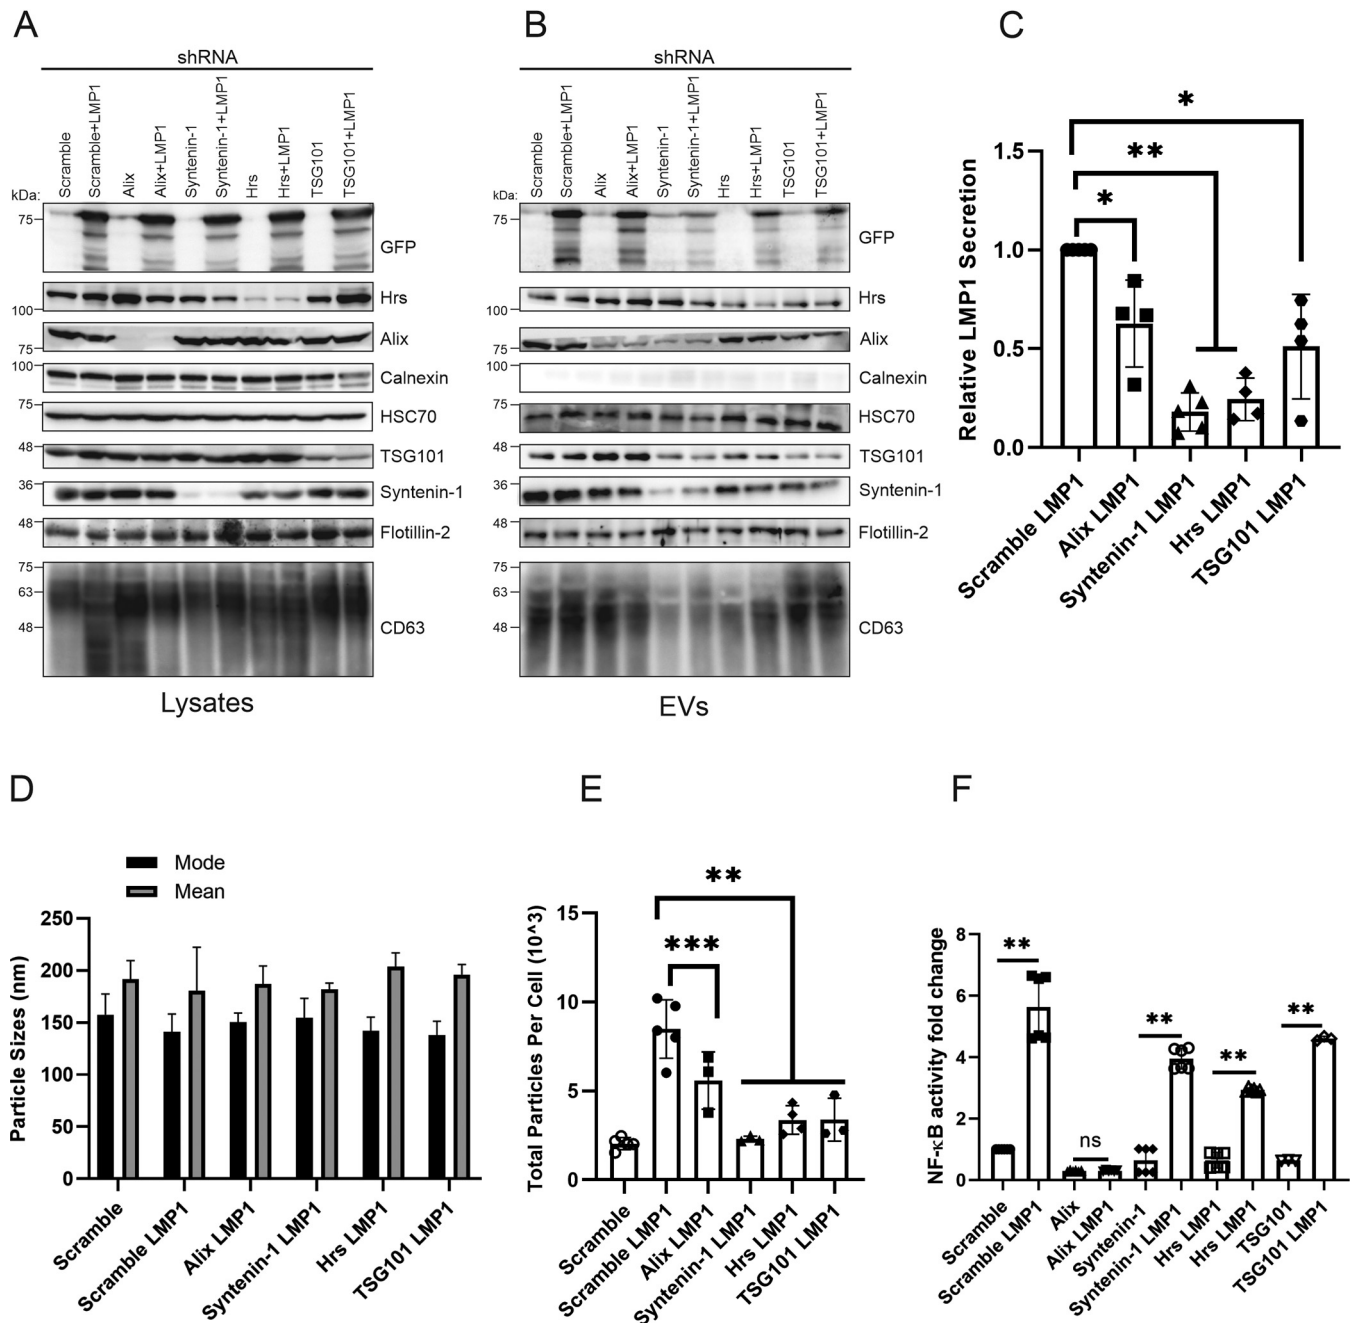 A
shRNA
kDa:
Scramble
Scramble+LMP1
Alix
Alix+LMP1
Syntenin-1
Syntenin-1+LMP1
Hrs
Hrs+LMP1
TSG101
TSG101+LMP1
75
GFP
100
Hrs
75
Alix
100
Calnexin
75
HSC70
48
TSG101
36
Syntenin-1
48
Flotillin-2
75
63
48
CD63
Lysates
B
shRNA
kDa:
Scramble
Scramble+LMP1
Alix
Alix+LMP1
Syntenin-1
Syntenin-1+LMP1
Hrs
Hrs+LMP1
TSG101
TSG101+LMP1
75
GFP
100
Hrs
75
Alix
100
Calnexin
75
HSC70
48
TSG101
36
Syntenin-1
48
Flotillin-2
75
63
48
CD63
EVs
C
Relative LMP1 Secretion
1.5
1.0
0.5
0.0
*
**
*
Scramble LMP1
Alix LMP1
Syntenin-1 LMP1
Hrs LMP1
TSG101 LMP1
D
Mode
Mean
Particle Sizes (nm)
250
200
150
100
50
0
Scramble
Scramble LMP1
Alix LMP1
Syntenin-1 LMP1
Hrs LMP1
TSG101 LMP1
E
Total Particles Per Cell (10^3)
15
10
5
0
**
***
Scramble
Scramble LMP1
Alix LMP1
Syntenin-1 LMP1
Hrs LMP1
TSG101 LMP1
F
NF-κB activity fold change
8
6
4
2
0
**
ns
**
**
**
Scramble
Scramble LMP1
Alix
Alix LMP1
Syntenin-1
Syntenin-1 LMP1
Hrs LMP1
Hrs LMP1
TSG101
TSG101 LMP1